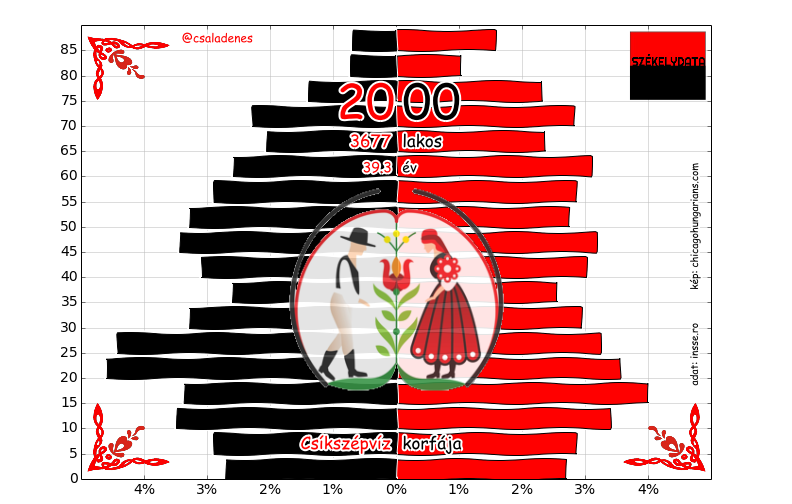 @csaladenes
SZÉKELYDATA
2000
3677 lakos
39.3 év
kép: chicagohungarians.com
adat: insse.ro
Csíkszépvíz korfája
85
80
75
70
65
60
55
50
45
40
35
30
25
20
15
10
5
0
4% 3% 2% 1% 0% 1% 2% 3% 4%